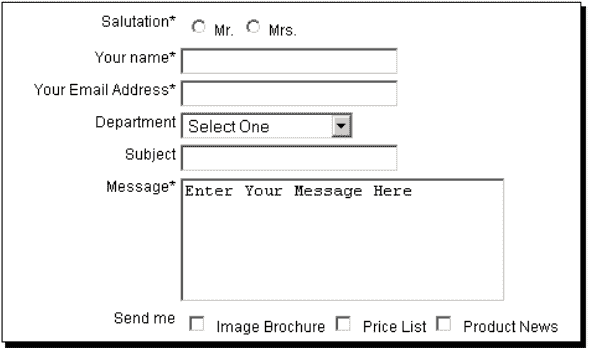 Salutation* Mr. Mrs.
Your name*
Your Email Address*
Department Select One
Subject
Message* Enter Your Message Here
Send me Image Brochure Price List Product News